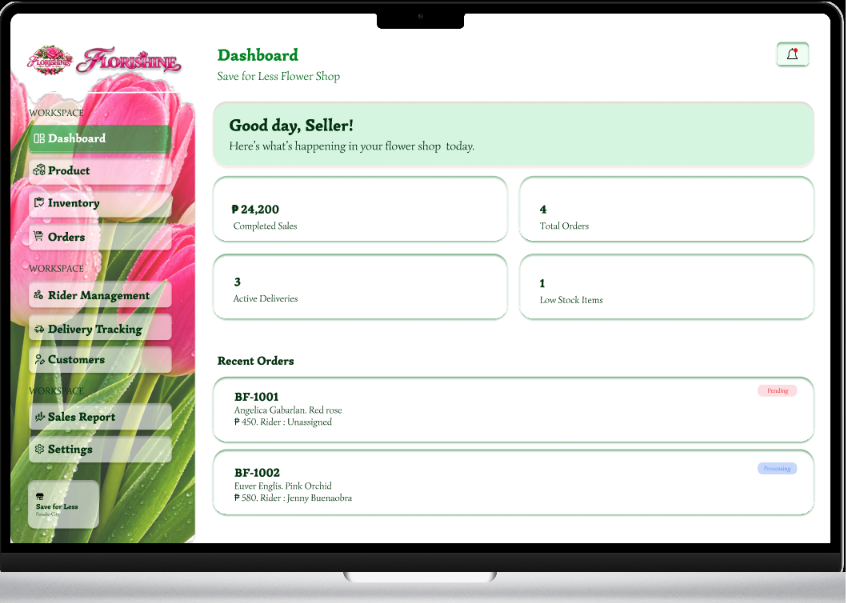 Florishine
FLORISHINE
WORKSPACE
Dashboard
Product
Inventory
Orders
WORKSPACE
Rider Management
Delivery Tracking
Customers
WORKSPACE
Sales Report
Settings
Save for Less
Dashboard
Save for Less Flower Shop
Good day, Seller!
Here's what's happening in your flower shop today.
₱ 24,200
Completed Sales
4
Total Orders
3
Active Deliveries
1
Low Stock Items
Recent Orders
BF-1001
Pending
Angelica Gabarlan. Red rose
₱ 450. Rider : Unassigned
BF-1002
Processing
Euver Englis. Pink Orchid
₱ 580. Rider : Jenny Buenaobra